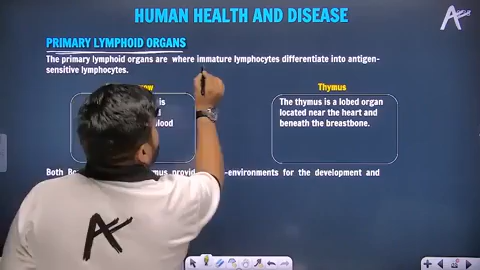 HUMAN HEALTH AND DISEASE
PRIMARY LYMPHOID ORGANS
The primary lymphoid organs are where immature lymphocytes differentiate into antigen-
sensitive lymphocytes.
Thymus
is
lood
The thymus is a lobed organ
located near the heart and
beneath the breastbone.
Both
-environments for the development and